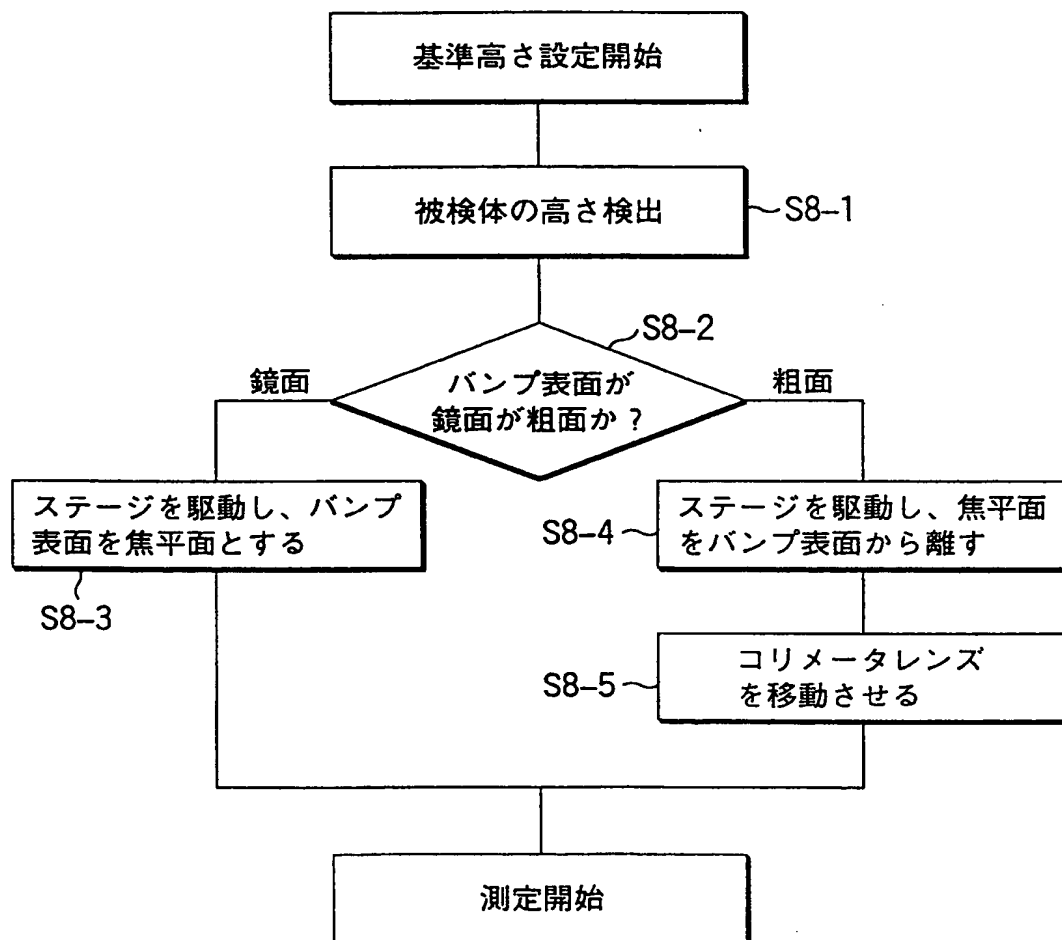 基準高さ設定開始
被検体の高さ検出
S8-1
S8-2
鏡面
バンプ表面が
鏡面が粗面か？
粗面
ステージを駆動し、バンプ
表面を焦平面とする
S8-3
S8-4
ステージを駆動し、焦平面
をバンプ表面から離す
S8-5
コリメータレンズ
を移動させる
測定開始